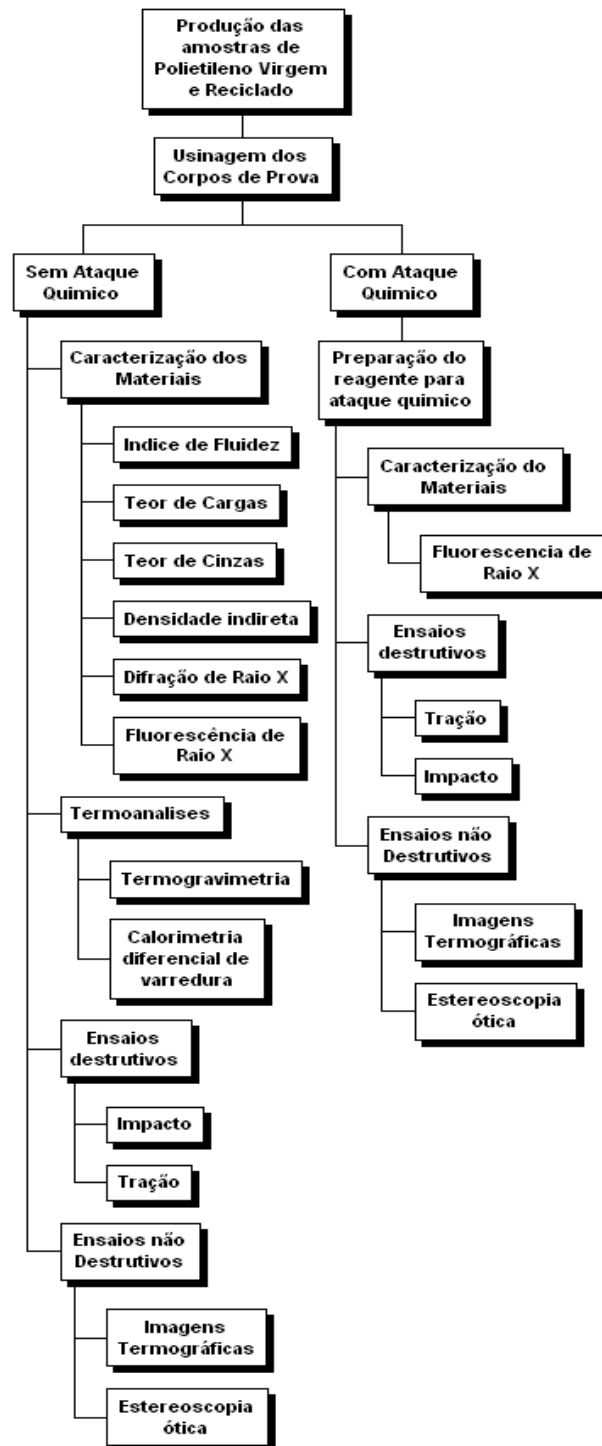 Produção das
amostras de
Polietileno Virgem
e Reciclado
Usinagem dos
Corpos de Prova
Sem Ataque
Quimico
Caracterização dos
Materiais
Indice de Fluidez
Teor de Cargas
Teor de Cinzas
Densidade indireta
Difração de Raio X
Fluorescência de
Raio X
Termoanalises
Termogravimetria
Calorimetria
diferencial de
varredura
Ensaios
destrutivos
Impacto
Tração
Ensaios não
Destrutivos
Imagens
Termográficas
Estereoscopia
ótica
Com Ataque
Quimico
Preparação do
reagente para
ataque quimico
Caracterização do
Materiais
Fluorescencia de
Raio X
Ensaios
destrutivos
Tração
Impacto
Ensaios não
Destrutivos
Imagens
Termográficas
Estereoscopia
ótica